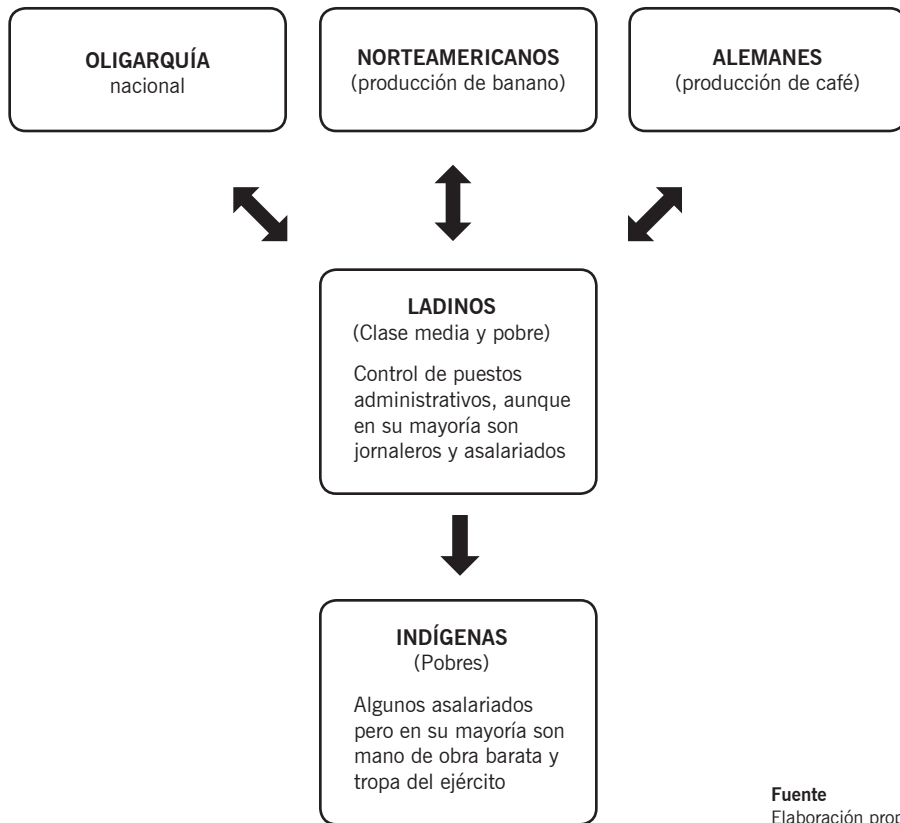 OLIGARQUÍA
nacional
NORTEAMERICANOS
(producción de banano)
ALEMANES
(producción de café)
LADINOS
(Clase media y pobre)
Control de puestos
administrativos, aunque
en su mayoría son
jornaleros y asalariados
INDÍGENAS
(Pobres)
Algunos asalariados
pero en su mayoría son
mano de obra barata y
tropa del ejército
Fuente
Elaboración